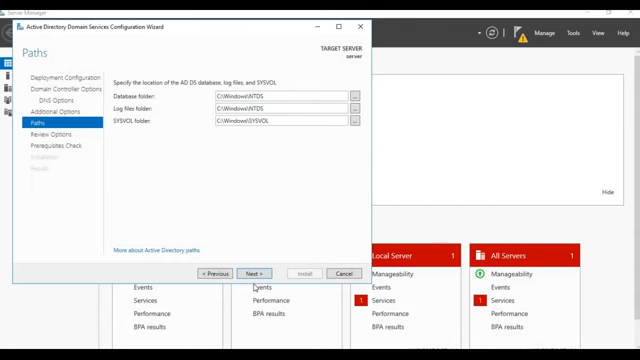 Server Manager
Active Directory Domain Services Configuration Wizard
Manage Tools View Help
Paths
TARGET SERVER
server
Deployment Configuration
Domain Controller Options
DNS Options
Additional Options
Paths
Review Options
Prerequisites Check
Installation
Results
Specify the location of the AD DS database, log files, and SYSVOL
Database folder: C:\Windows\NTDS ...
Log files folder: C:\Windows\NTDS ...
SYSVOL folder: C:\Windows\SYSVOL ...
More about Active Directory paths
< Previous Next > Install Cancel
Hide
Local Server 1
Manageability
Events
1 Services
Performance
BPA results
All Servers 1
Manageability
Events
1 Services
Performance
BPA results
Events
Services
Performance
BPA results
Events
Performance
BPA results